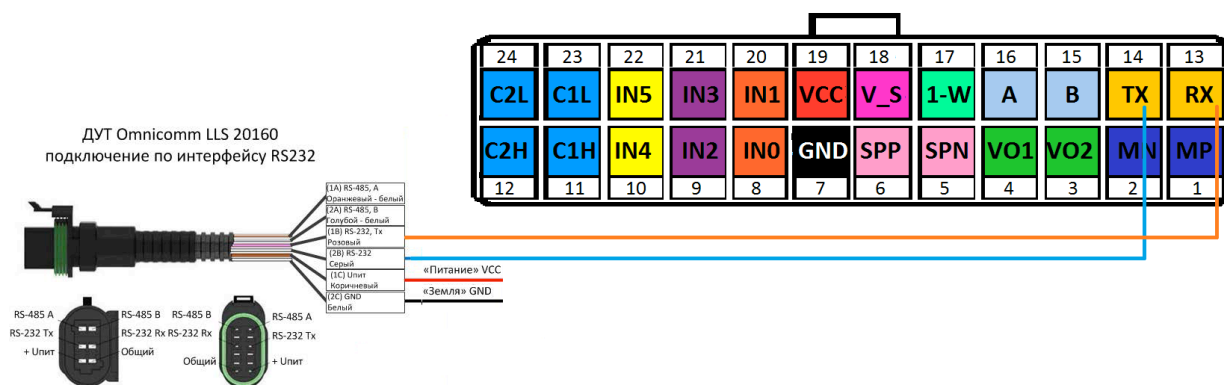 24 23 22 21 20 19 18 17 16 15 14 13
C2L C1L IN5 IN3 IN1 VCC V_S 1-W A B TX RX
C2H C1H IN4 IN2 IN0 GND SPP SPN VO1 VO2 MN MP
12 11 10 9 8 7 6 5 4 3 2 1
ДУТ Omnicomm LLS 20160
подключение по интерфейсу RS232
(1A) RS-485, A
Оранжевый - белый
(2A) RS-485, B
Голубой - белый
(1B) RS-232, Tx
Розовый
(2B) RS-232
Серый
(1C) Uпит
Коричневый
(2C) GND
Белый
«Питание» VCC
«Земля» GND
RS-485 A
RS-232 Tx
+ Uпит
RS-485 B
RS-232 Rx
Общий
RS-485 B
RS-232 Rx
Общий
RS-485 A
RS-232 Tx
+ Uпит